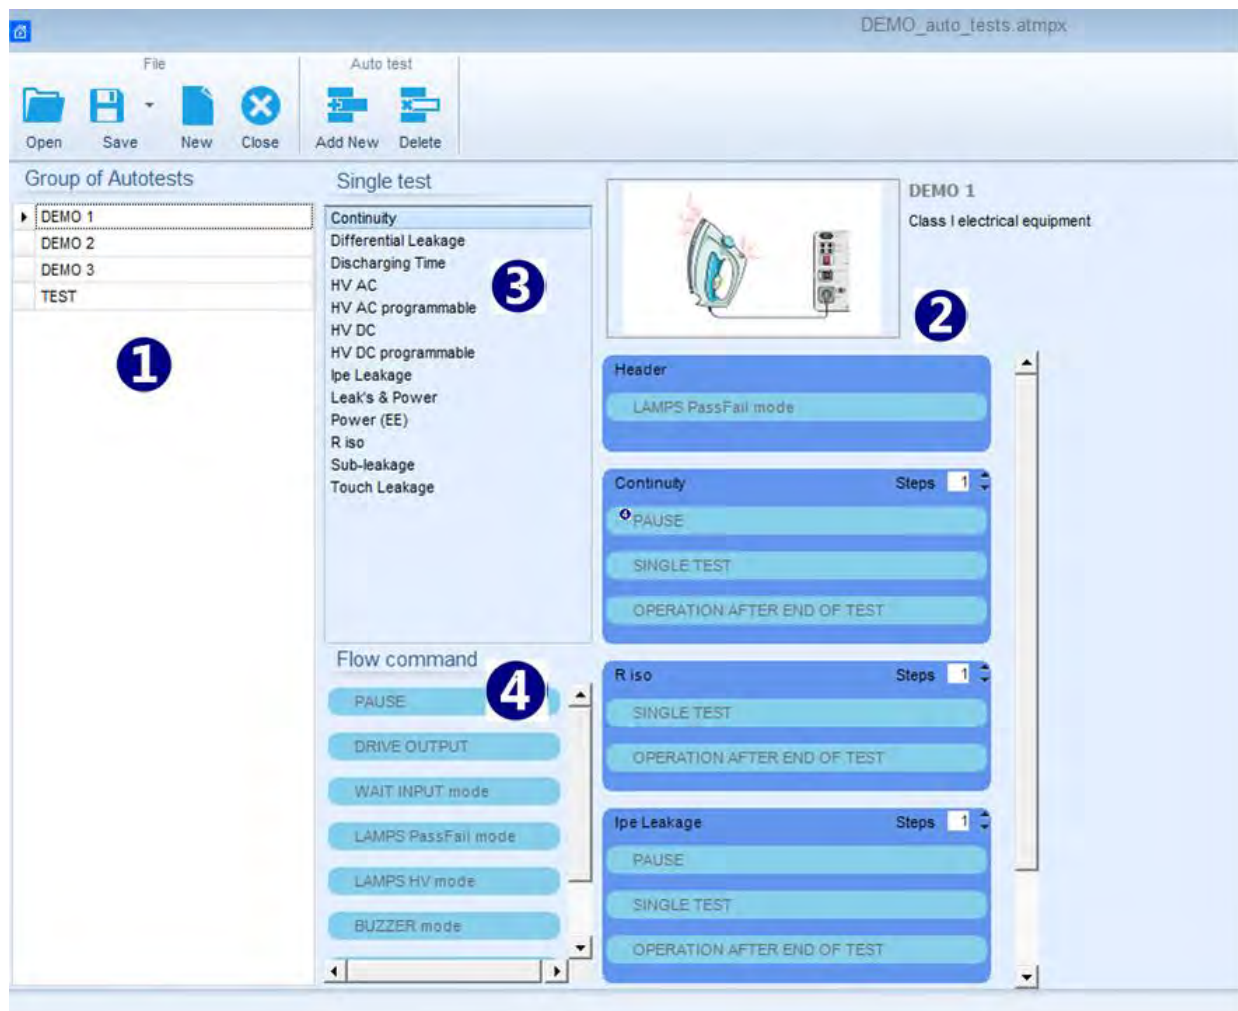 DEMO_auto_tests.atmpx
File
Auto test
Open
Save
New
Close
Add New
Delete
Group of Autotests
DEMO 1
DEMO 2
DEMO 3
TEST
1
Single test
Continuity
Differential Leakage
Discharging Time
HV AC
HV AC programmable
HV DC
HV DC programmable
Ipe Leakage
Leak's & Power
Power (EE)
R iso
Sub-leakage
Touch Leakage
3
Flow command
4
PAUSE
DRIVE OUTPUT
WAIT INPUT mode
LAMPS PassFail mode
LAMPS HV mode
BUZZER mode
DEMO 1
Class I electrical equipment
2
Header
LAMPS PassFail mode
Continuity Steps 1
4 PAUSE
SINGLE TEST
OPERATION AFTER END OF TEST
R iso Steps 1
SINGLE TEST
OPERATION AFTER END OF TEST
Ipe Leakage Steps 1
PAUSE
SINGLE TEST
OPERATION AFTER END OF TEST